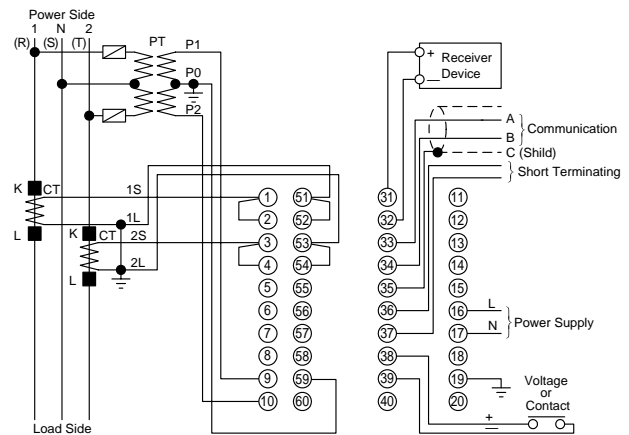 Power Side
1 N 2
(R) (S) (T)
PT
P1
P0
P2
K CT
L
K CT
L
1S
1L
2S
2L
Load Side
1 51
2 52
3 53
4 54
5 55
6 56
7 57
8 58
9 59
10 60
+ Receiver
— Device
A
B
Communication
C (Shild)
Short Terminating
31 11
32 12
33 13
34 14
35 15
36 16
37 17
38 18
39 19
40 20
L
N
Power Supply
Voltage
or
Contact
+
—